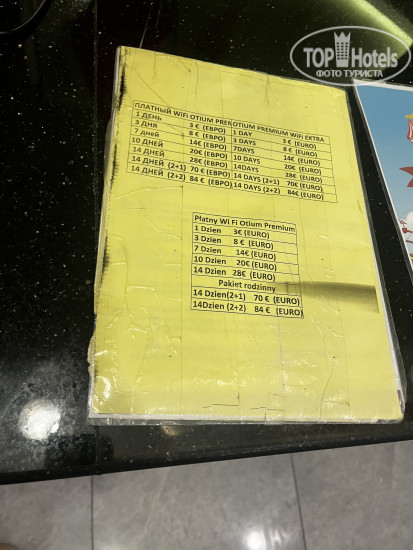 TOP Hotels
ФОТО ТУРИСТА
ПЛАТНЫЙ WiFi OTIUM PREMOTIUM PREMIUM WiFi EXTRA
1 ДЕНЬ 3 € (ЕВРО) 1 DAY 3 € (EURO)
3 ДНЯ 8 € (ЕВРО) 3 DAYS 8 € (EURO)
7 дней 14€ (ЕВРО) 7DAYS 14€ (EURO)
10 ДНЕЙ 20€ (ЕВРО) 10 DAYS 20€ (EURO)
14 ДНЕЙ 28€ (ЕВРО) 14DAYS 28€ (EURO)
14 ДНЕЙ (2+1) 70 € (ЕВРО) 14 DAYS (2+1) 70€ (EURO)
14 ДНЕЙ (2+2) 84 € (ЕВРО) 14 DAYS (2+2) 84 € (EURO)
Płatny Wi Fi Otium Premium
1 Dzien 3€ (EURO)
3 Dzien 8 € (EURO)
7 Dzien 14€ (EURO)
10 Dzien 20€ (EURO)
14 Dzien 28€ (EURO)
Pakiet rodzinny
14 Dzien(2+1) 70 € (EURO)
14Dzien (2+2) 84 € (EURO)